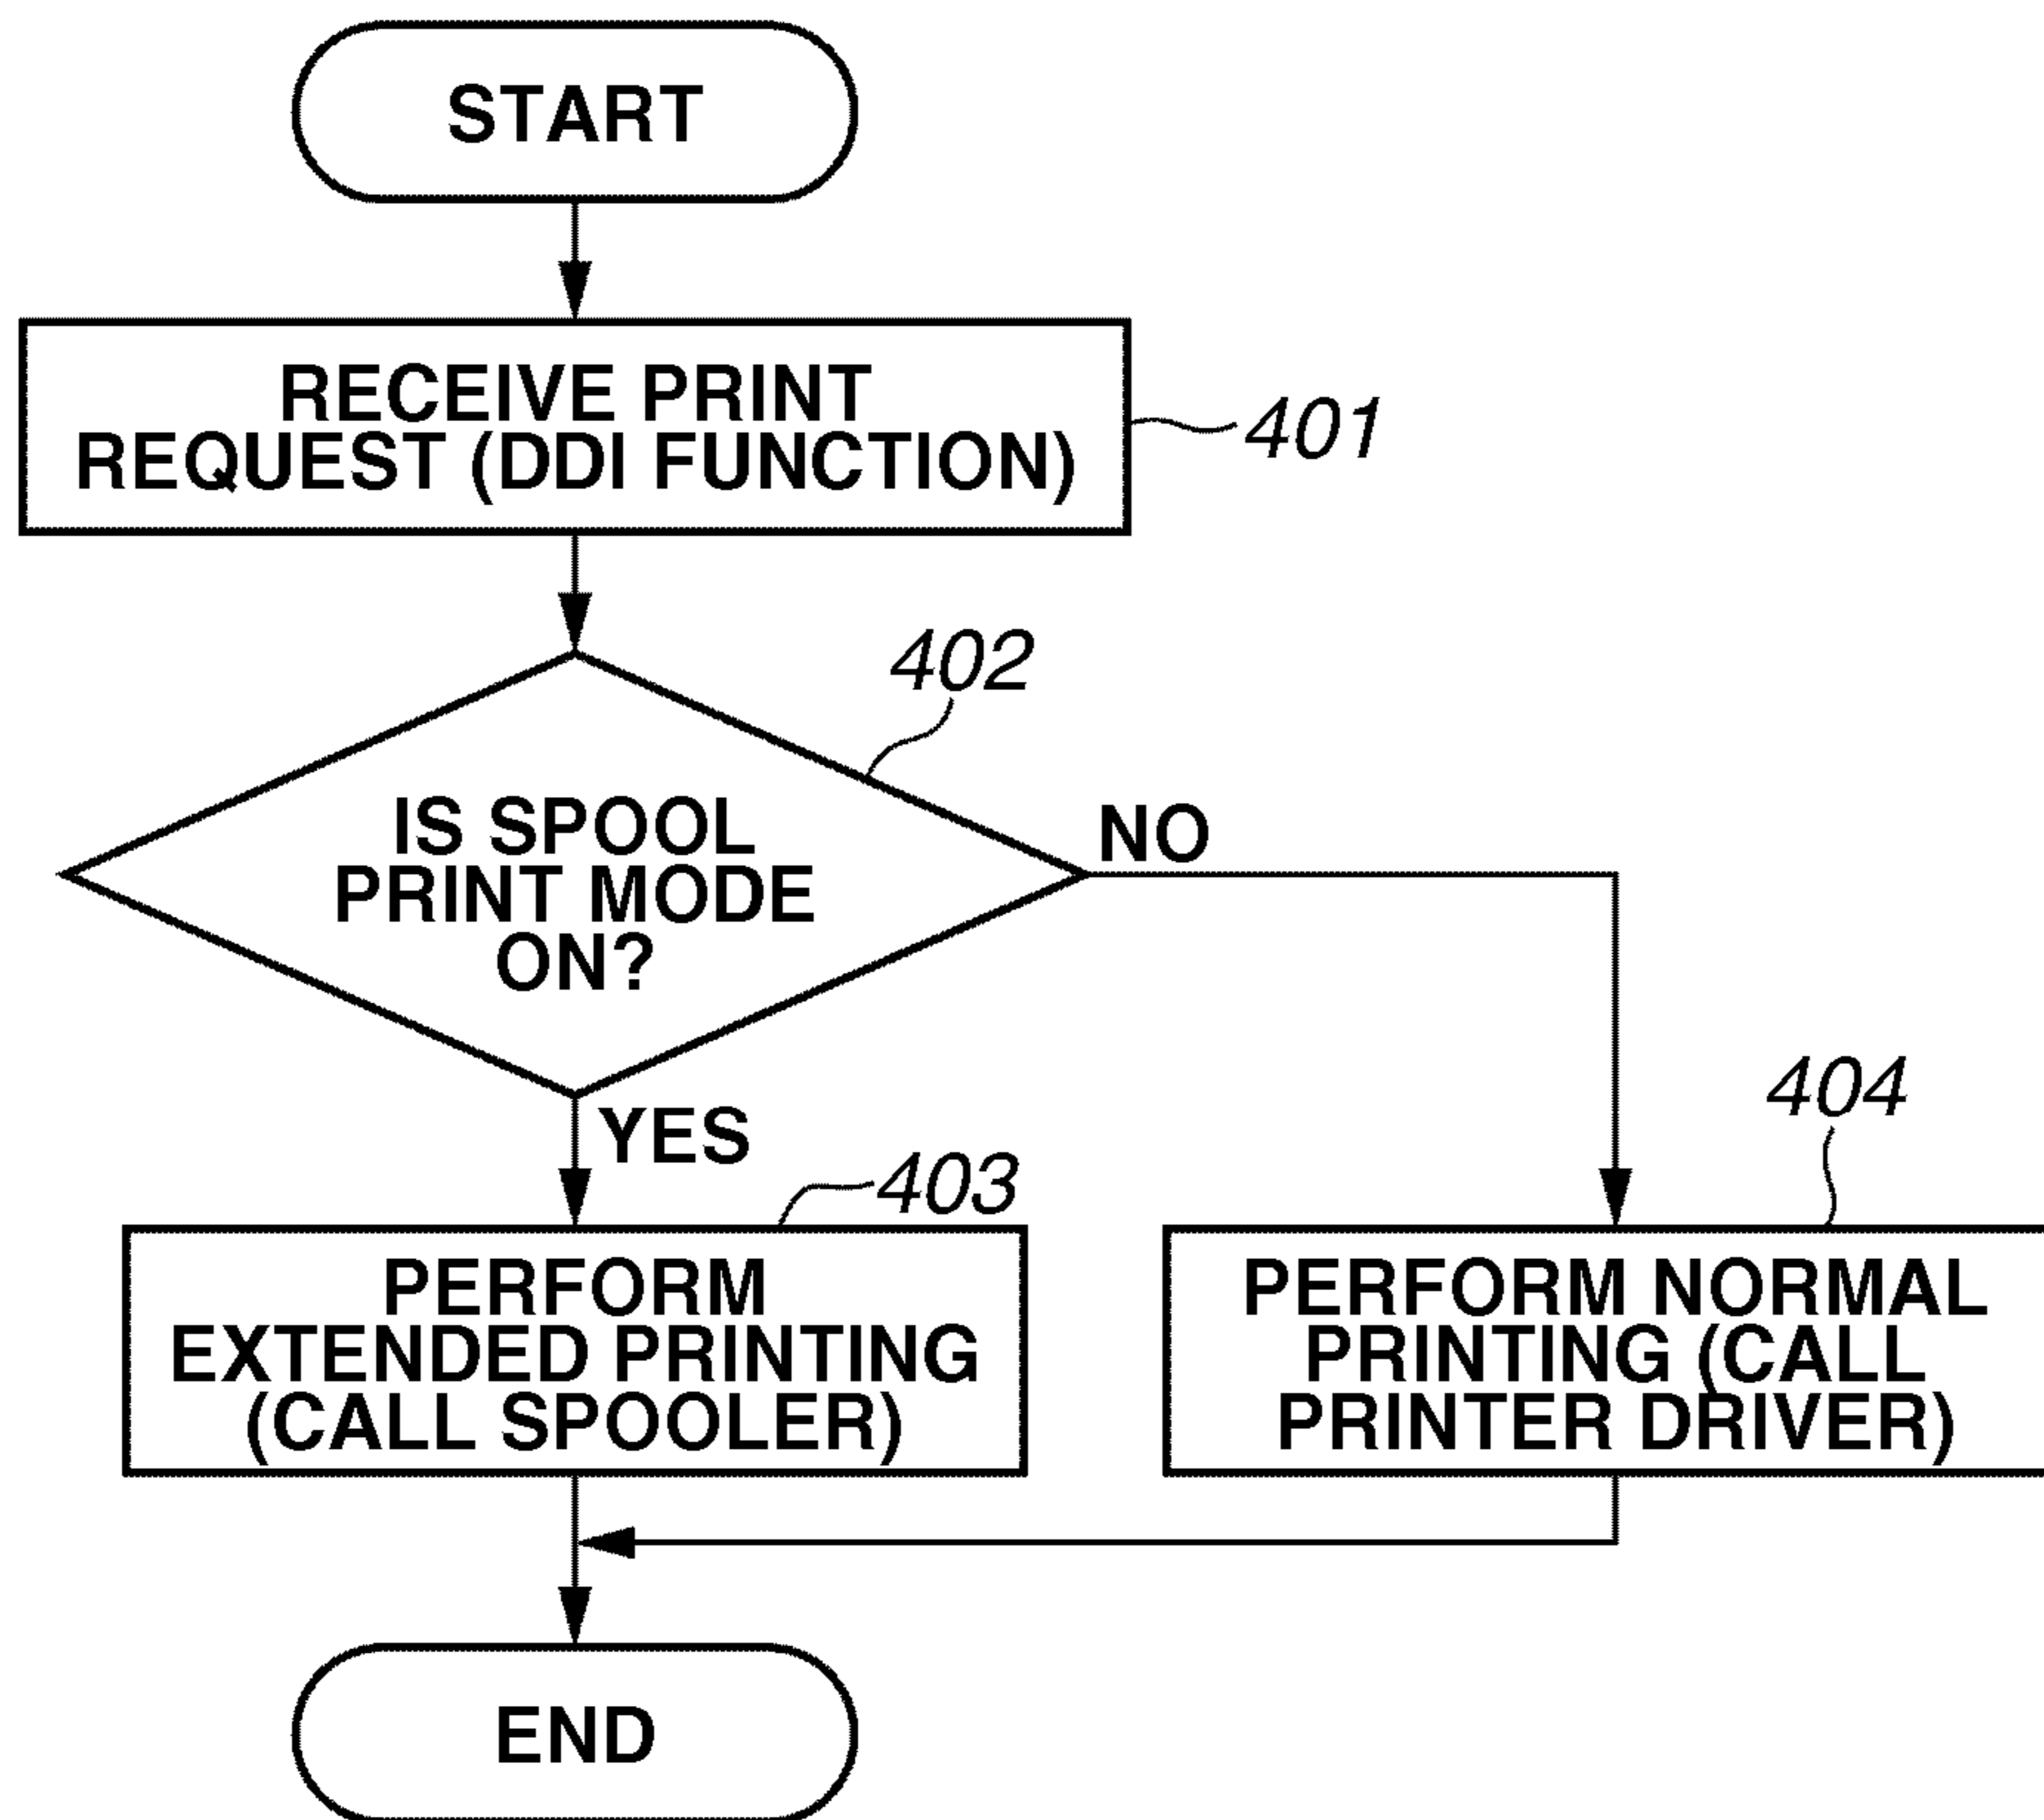 START
RECEIVE PRINT
REQUEST (DDI FUNCTION)
401
402
IS SPOOL
PRINT MODE
ON?
NO
YES
403
404
PERFORM
EXTENDED PRINTING
(CALL SPOOLER)
PERFORM NORMAL
PRINTING (CALL
PRINTER DRIVER)
END